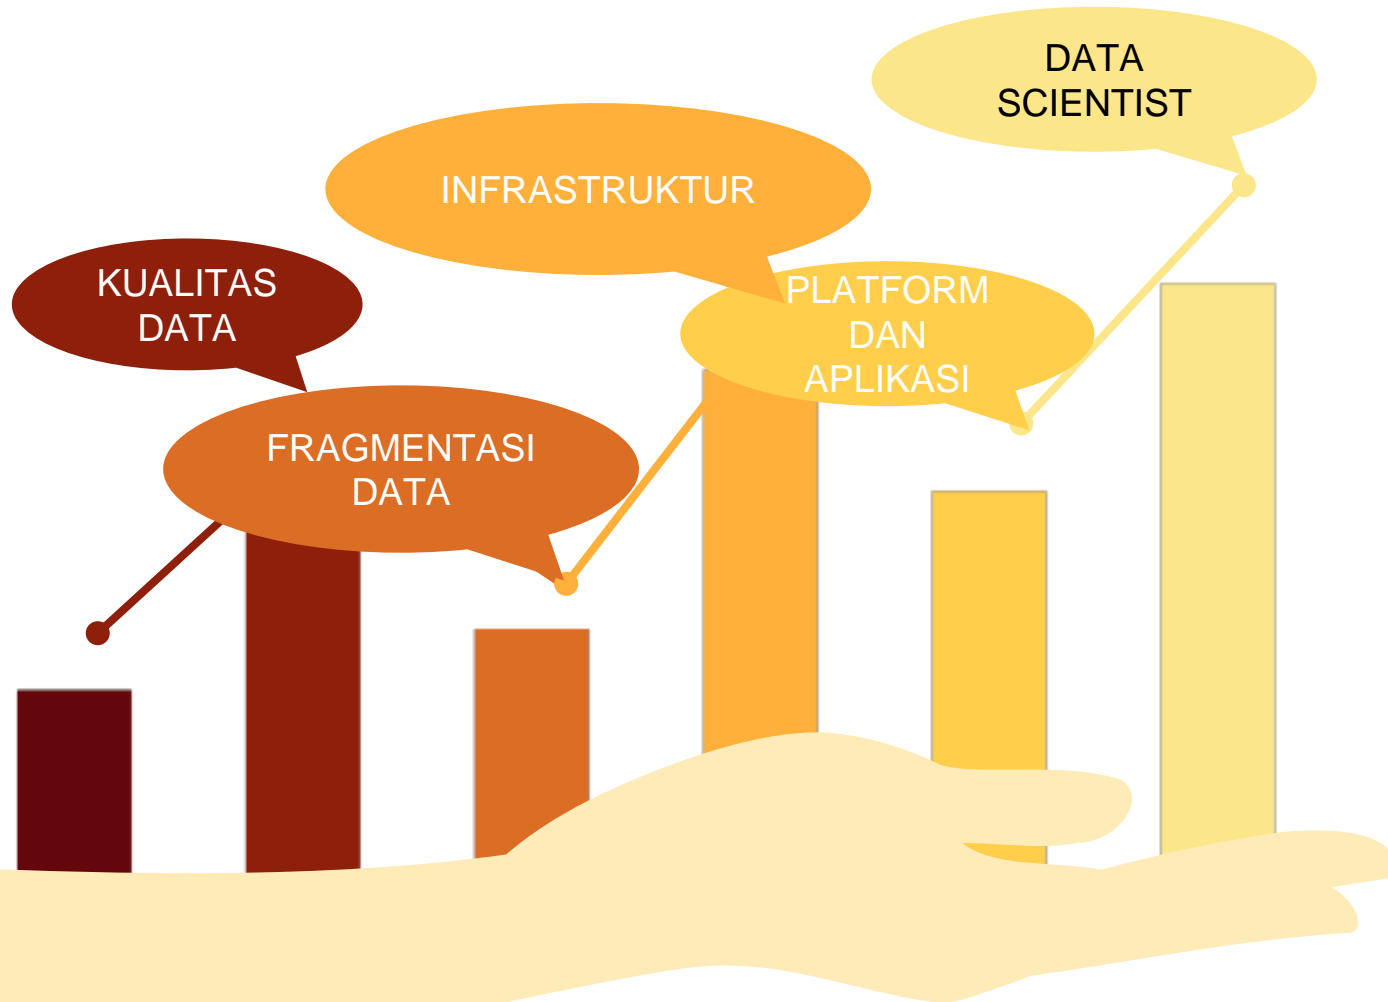 DATA
SCIENTIST
INFRASTRUKTUR
KUALITAS
DATA
PLATFORM
DAN
APLIKASI
FRAGMENTASI
DATA